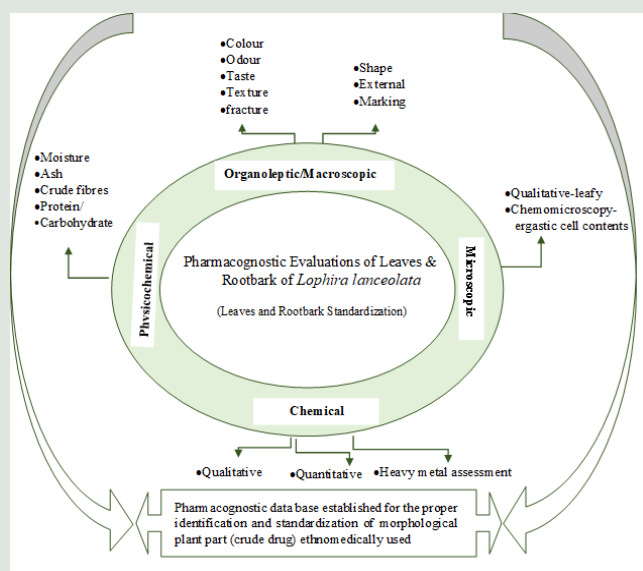 •Colour
•Odour
•Taste
•Texture
•fracture
•Shape
•External
•Marking
•Moisture
•Ash
•Crude fibres
•Protein/
•Carbohydrate
Organoleptic/Macroscopic
•Qualitative-leafy
•Chemomicroscopy-
ergastic cell contents
Physicochemical
Pharmacognostic Evaluations of Leaves &
Rootbark of Lophira lanceolata
(Leaves and Rootbark Standardization)
Microscopic
Chemical
•Qualitative
•Quantitative
•Heavy metal assessment
Pharmacognostic data base established for the proper
identification and standardization of morphological
plant part (crude drug) ethnomedically used